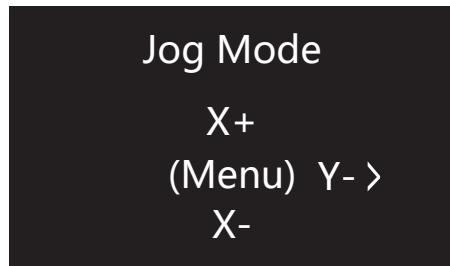 Jog Mode
X+
(Menu) Y- >
X-